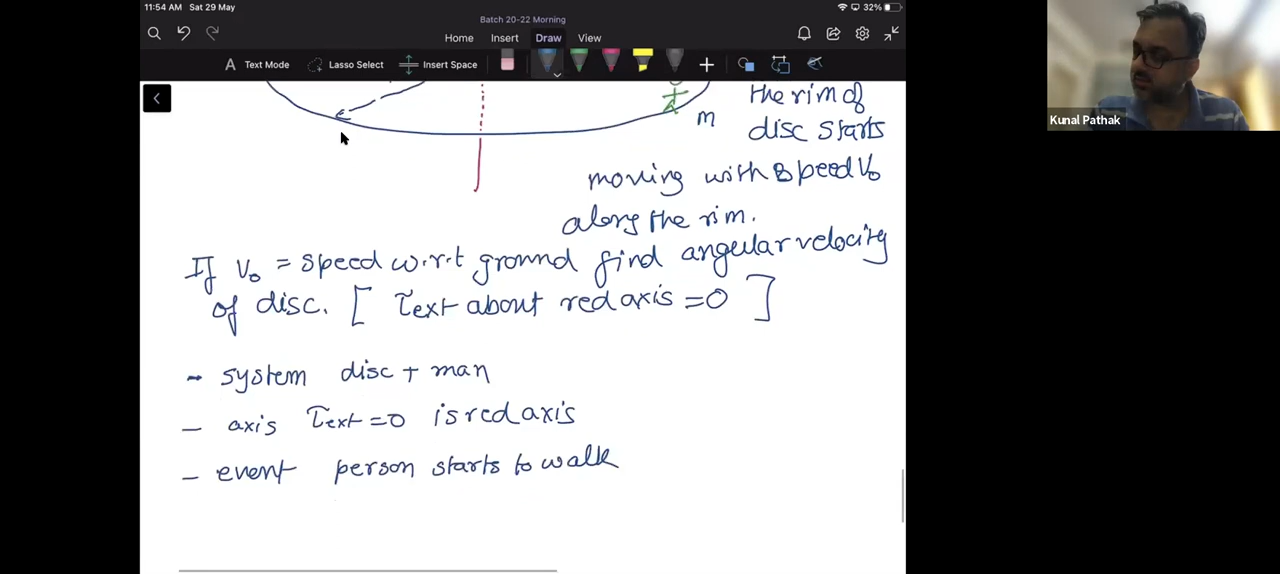 11:54 AM Sat 29 May
32%
Batch 20-22 Morning
Home Insert Draw View
Text Mode Lasso Select Insert Space
Kunal Pathak
the rim of
m disc starts
moving with speed V₀
along the rim.
If V₀ = speed w.r.t ground find angular velocity
of disc. [ τext about red axis = 0 ]
- system disc + man
- axis τext = 0 is red axis
- event person starts to walk